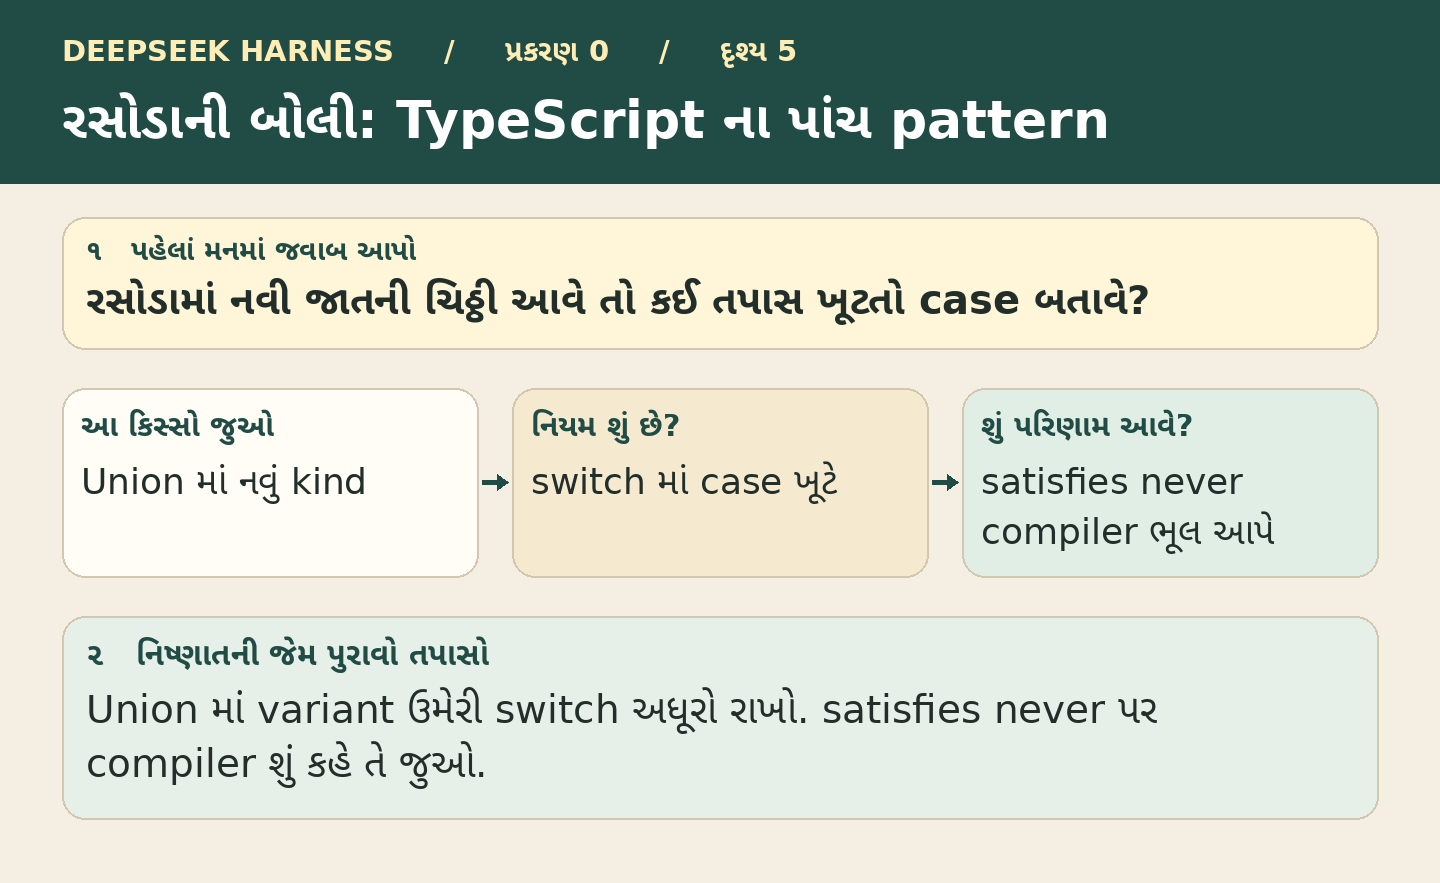 DEEPSEEK HARNESS / પ્રકરણ 0 / દૃશ્ય 5
રસોડાની બોલી: TypeScript ના પાંચ pattern
૧ પહેલાં મનમાં જવાબ આપો
રસોડામાં નવી જાતની ચિઠ્ઠી આવે તો કઈ તપાસ ખૂટતો case બતાવે?
આ કિસ્સો જુઓ
Union માં નવું kind
નિયમ શું છે?
switch માં case ખૂટે
શું પરિણામ આવે?
satisfies never
compiler ભૂલ આપે
૨ નિષ્ણાતની જેમ પુરાવો તપાસો
Union માં variant ઉમેરી switch અધૂરો રાખો. satisfies never પર
compiler શું કહે તે જુઓ.